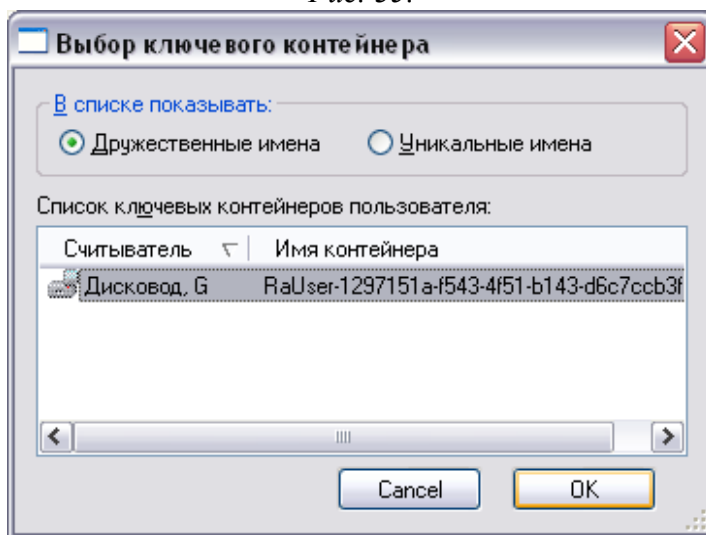 Выбор ключевого контейнера
В списке показывать:
Дружественные имена Уникальные имена
Список ключевых контейнеров пользователя:
Считыватель Имя контейнера
Дисковод, G RaUser-1297151a-f543-4f51-b143-d6c7ccb3f
Cancel OK